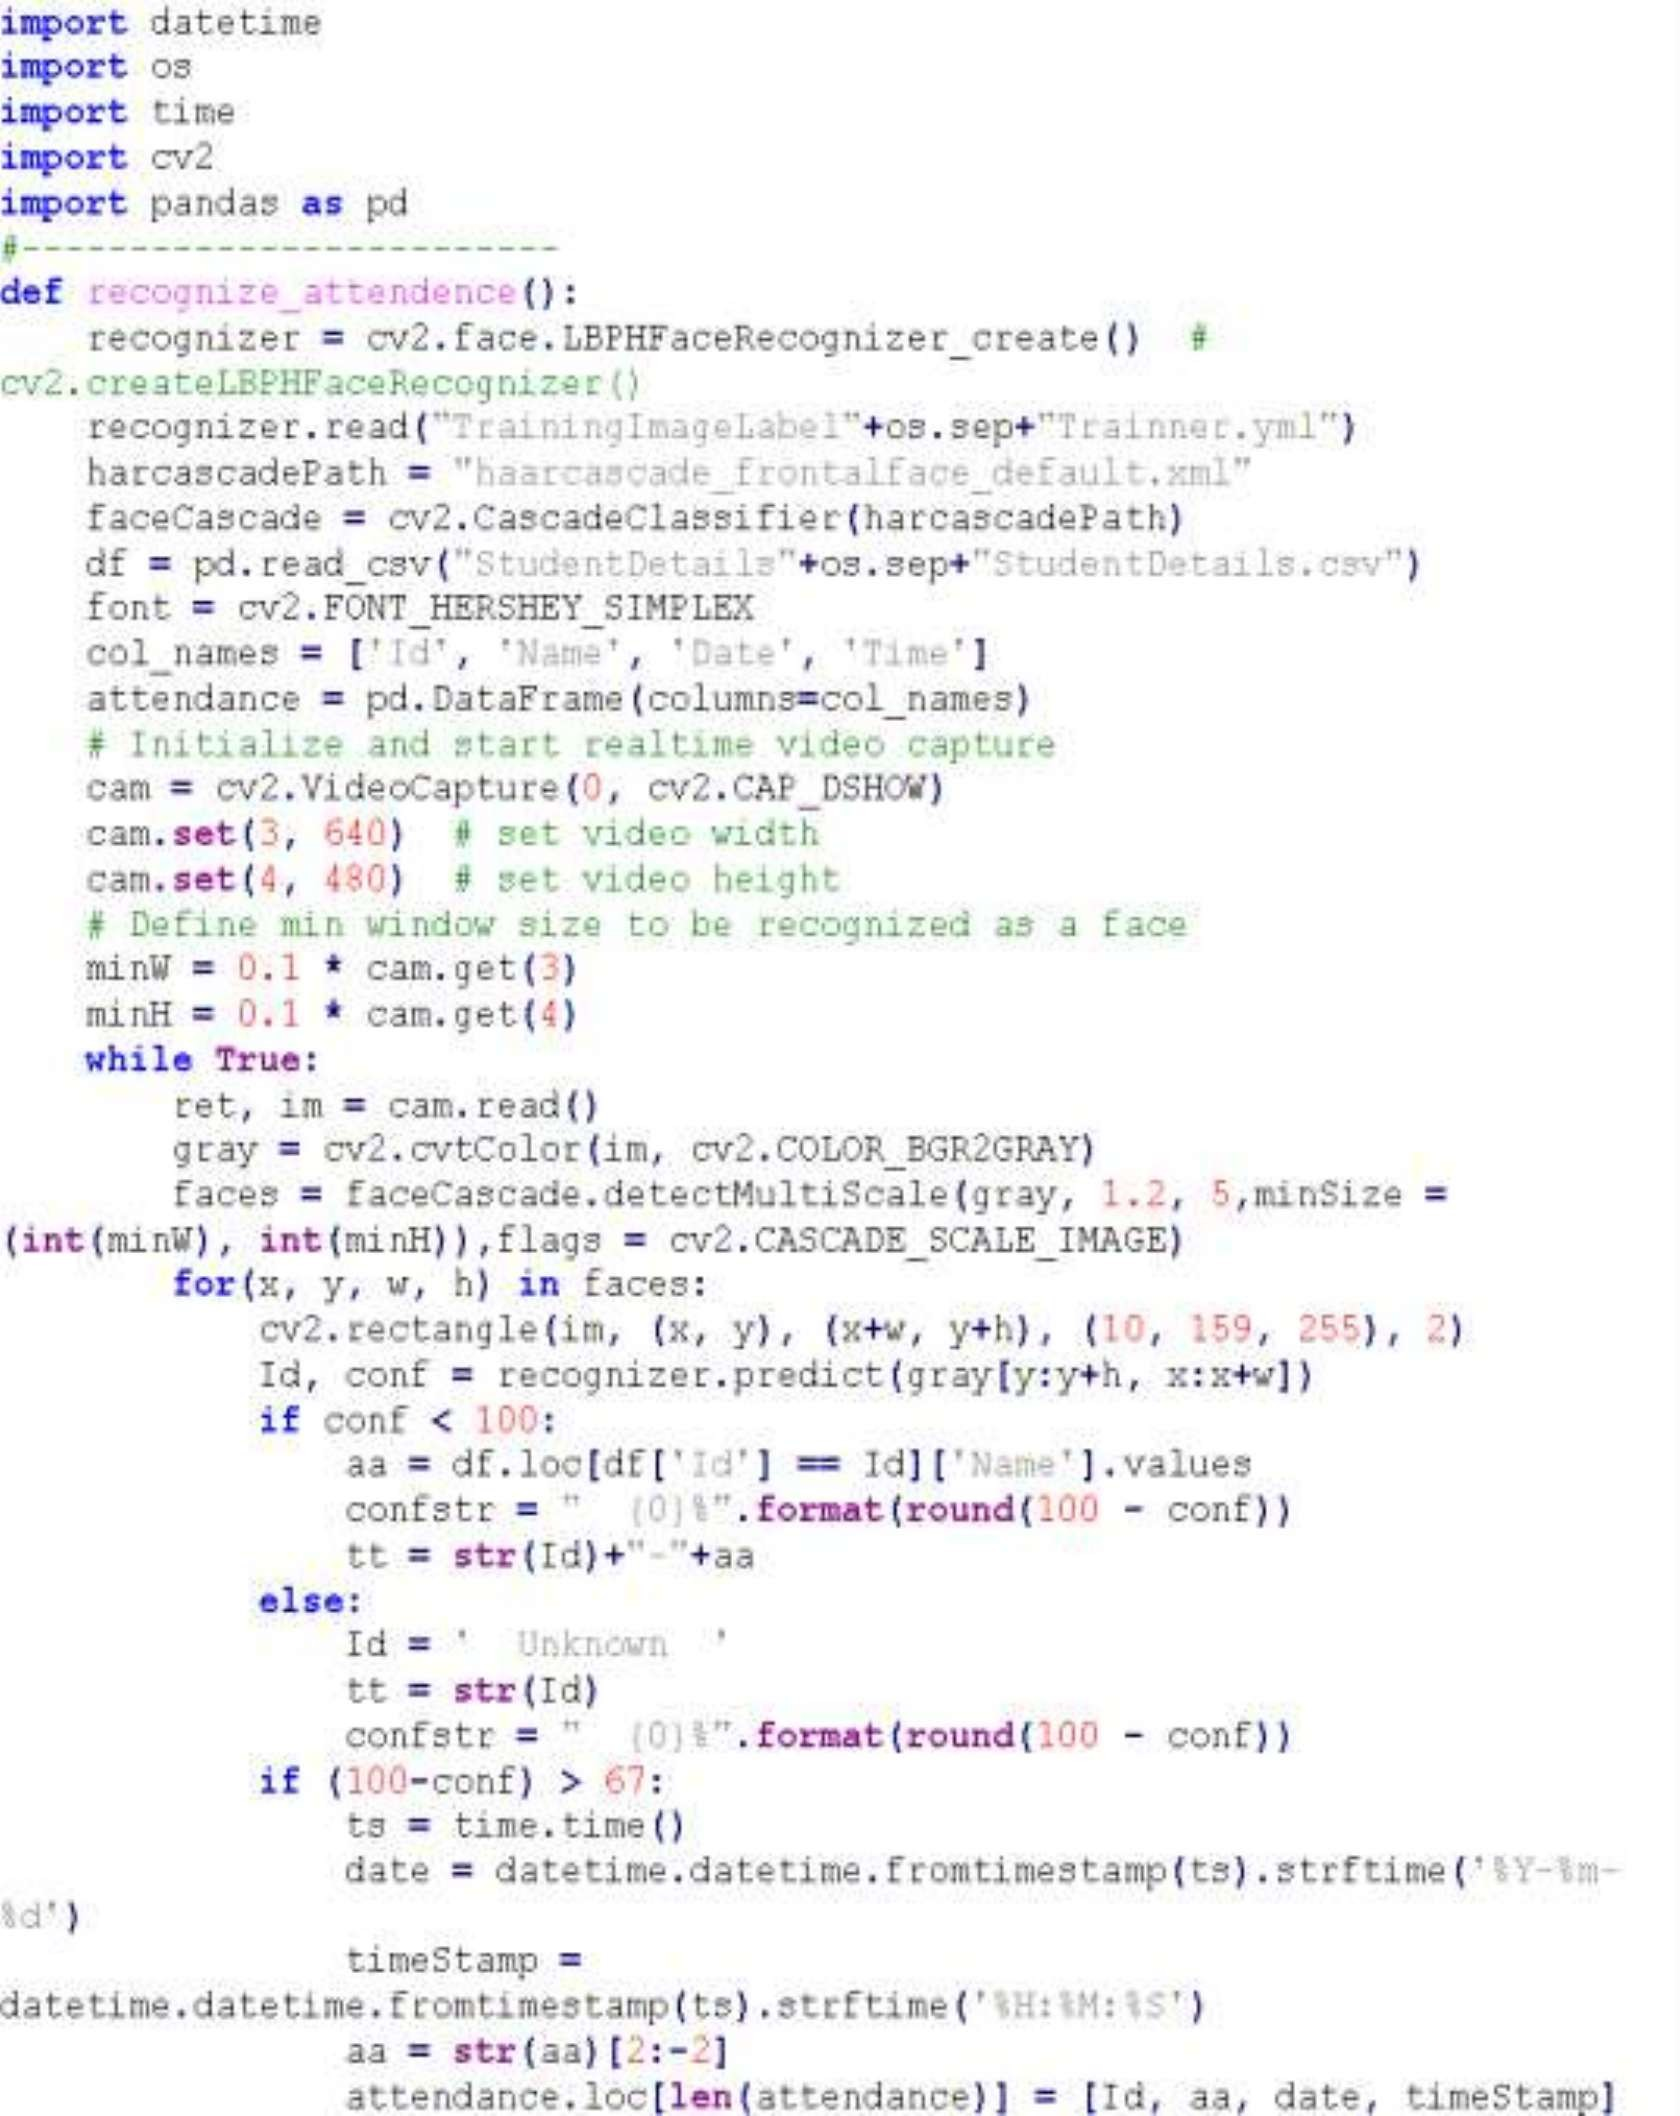 import datetime
import os
import time
import cv2
import pandas as pd
#-------------------------
def recognize_attendence():
    recognizer = cv2.face.LBPHFaceRecognizer_create()  #
cv2.createLBPHFaceRecognizer()
    recognizer.read("TrainingImageLabel"+os.sep+"Trainner.yml")
    harcascadePath = "haarcascade_frontalface_default.xml"
    faceCascade = cv2.CascadeClassifier(harcascadePath)
    df = pd.read_csv("StudentDetails"+os.sep+"StudentDetails.csv")
    font = cv2.FONT_HERSHEY_SIMPLEX
    col_names = ['Id', 'Name', 'Date', 'Time']
    attendance = pd.DataFrame(columns=col_names)
    # Initialize and start realtime video capture
    cam = cv2.VideoCapture(0, cv2.CAP_DSHOW)
    cam.set(3, 640)  # set video width
    cam.set(4, 480)  # set video height
    # Define min window size to be recognized as a face
    minW = 0.1 * cam.get(3)
    minH = 0.1 * cam.get(4)
    while True:
        ret, im = cam.read()
        gray = cv2.cvtColor(im, cv2.COLOR_BGR2GRAY)
        faces = faceCascade.detectMultiScale(gray, 1.2, 5,minSize =
(int(minW), int(minH)),flags = cv2.CASCADE_SCALE_IMAGE)
        for(x, y, w, h) in faces:
            cv2.rectangle(im, (x, y), (x+w, y+h), (10, 159, 255), 2)
            Id, conf = recognizer.predict(gray[y:y+h, x:x+w])
            if conf < 100:
                aa = df.loc[df['Id'] == Id]['Name'].values
                confstr = "  {0}%".format(round(100 - conf))
                tt = str(Id)+"-"+aa
            else:
                Id = '  Unknown  '
                tt = str(Id)
                confstr = "  {0}%".format(round(100 - conf))
            if (100-conf) > 67:
                ts = time.time()
                date = datetime.datetime.fromtimestamp(ts).strftime('%Y-%m-
%d')
                timeStamp =
datetime.datetime.fromtimestamp(ts).strftime('%H:%M:%S')
                aa = str(aa)[2:-2]
                attendance.loc[len(attendance)] = [Id, aa, date, timeStamp]